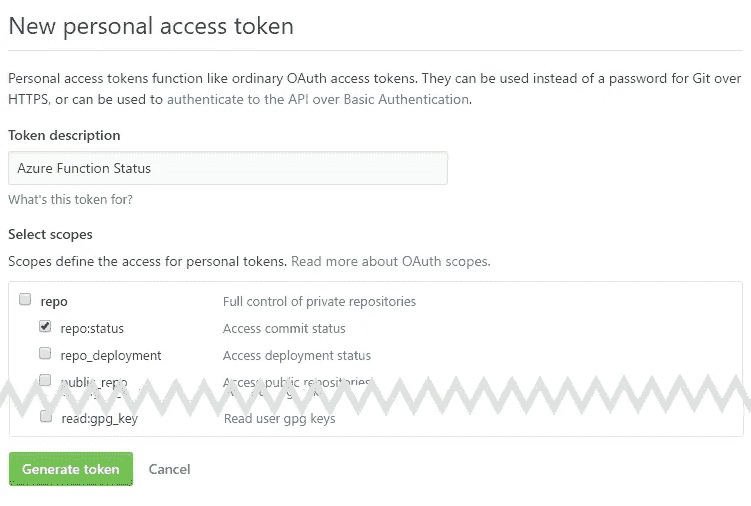 New personal access token
Personal access tokens function like ordinary OAuth access tokens. They can be used instead of a password for Git over
HTTPS, or can be used to authenticate to the API over Basic Authentication.
Token description
Azure Function Status
What's this token for?
Select scopes
Scopes define the access for personal tokens. Read more about OAuth scopes.
repo Full control of private repositories
repo:status Access commit status
repo_deployment Access deployment status
public_repo Access public repositories
read:gpg_key Read user gpg keys
Generate token Cancel